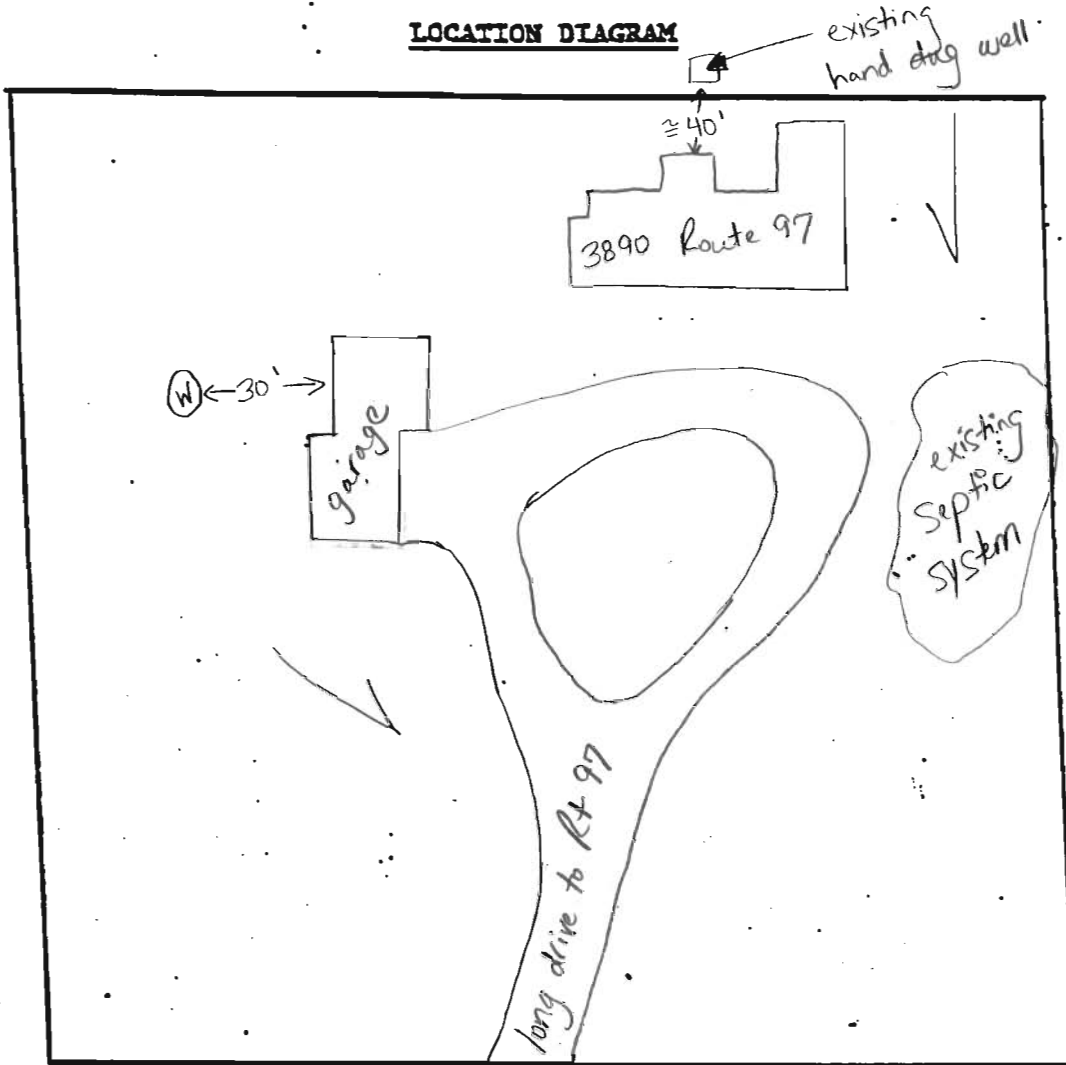 LOCATION DIAGRAM
existing
hand dug well
≅40'
3890 Route 97
W
30'
garage
existing
septic
system
long drive to Rt 97